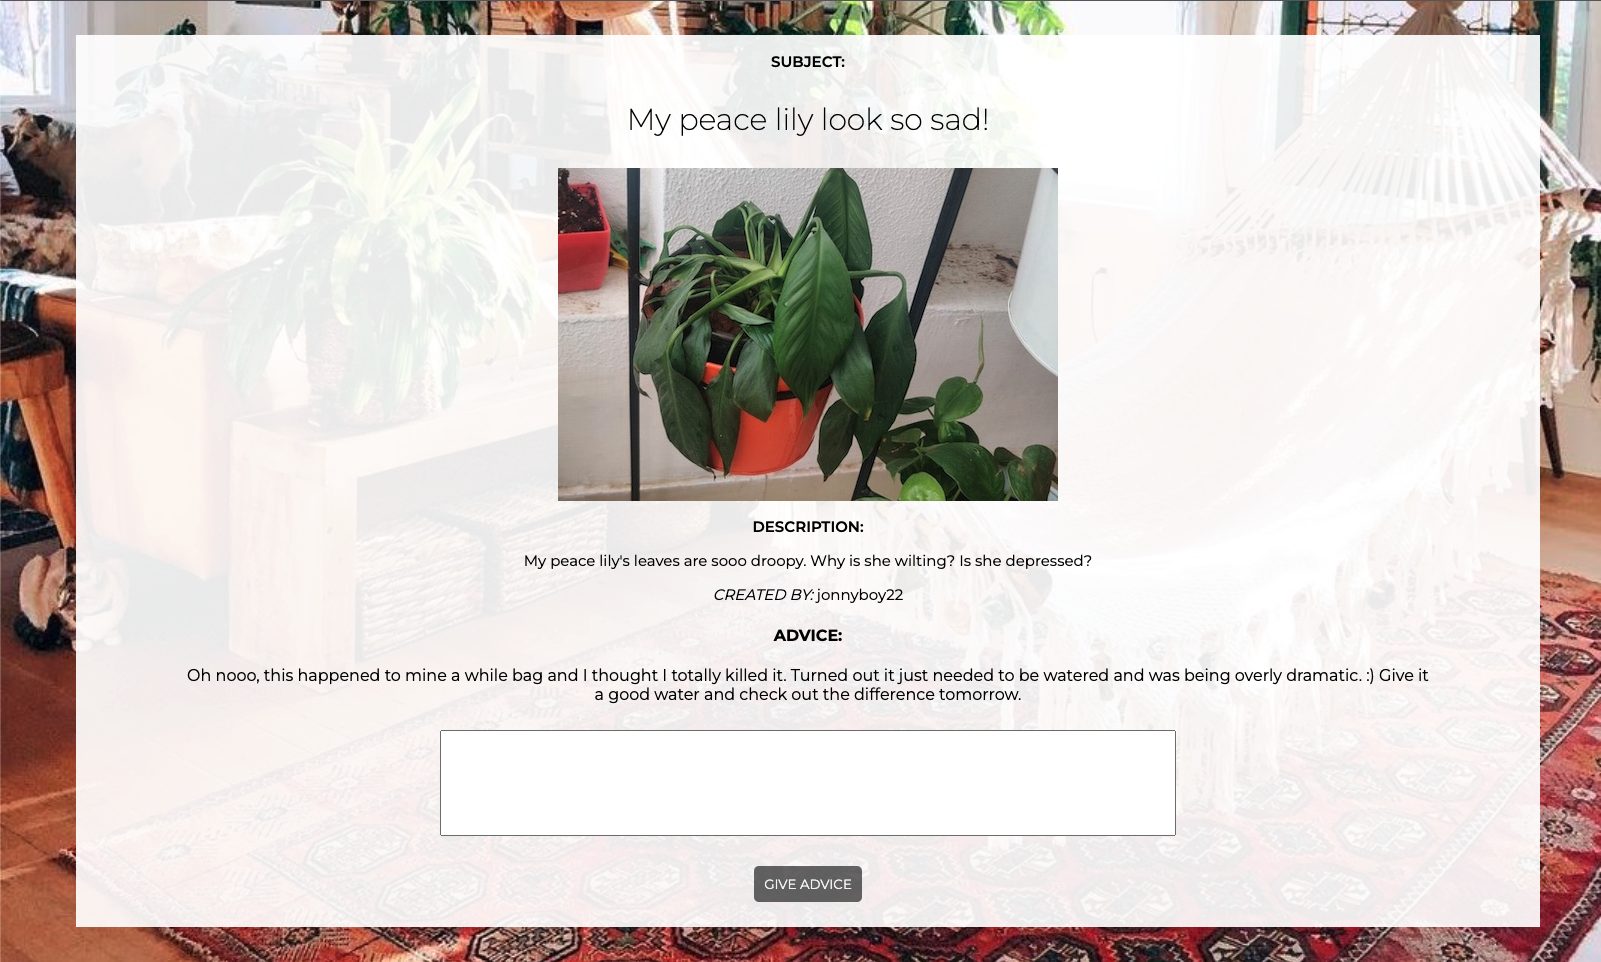 SUBJECT:
My peace lily look so sad!
DESCRIPTION:
My peace lily's leaves are sooo droopy. Why is she wilting? Is she depressed?
CREATED BY: jonnyboy22
ADVICE:
Oh nooo, this happened to mine a while bag and I thought I totally killed it. Turned out it just needed to be watered and was being overly dramatic. :) Give it
a good water and check out the difference tomorrow.
GIVE ADVICE